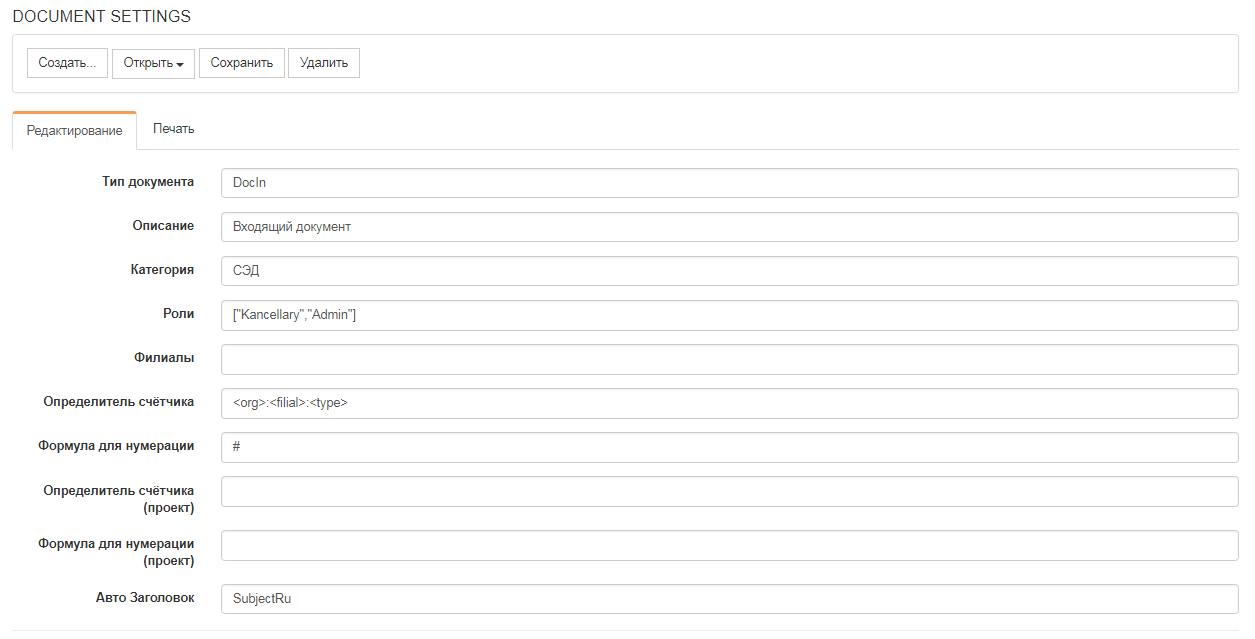 DOCUMENT SETTINGS
Создать... Открыть Сохранить Удалить
Редактирование Печать
Тип документа DocIn
Описание Входящий документ
Категория СЭД
Роли ["Kancellary","Admin"]
Филиалы
Определитель счётчика <org>:<filial>:<type>
Формула для нумерации #
Определитель счётчика
(проект)
Формула для нумерации
(проект)
Авто Заголовок SubjectRu